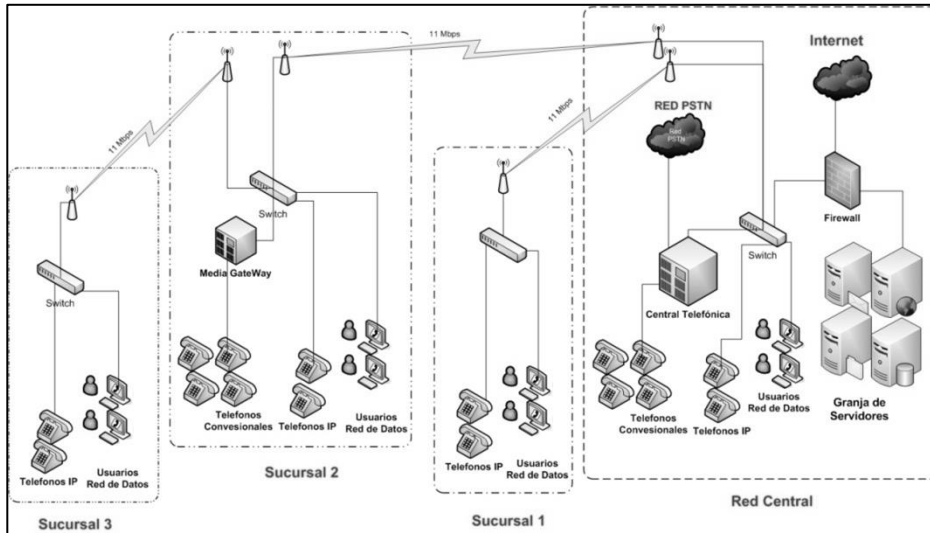 11 Mbps
Internet
11 Mbps
RED PSTN
Red
PSTN
11 Mbps
Firewall
Switch
Media GateWay
Switch
Switch
Central Telefónica
Telefonos
Convesionales
Telefonos IP
Usuarios
Red de Datos
Sucursal 2
Telefonos IP
Usuarios
Red de Datos
Sucursal 3
Telefonos IP
Usuarios
Red de Datos
Sucursal 1
Telefonos
Convesionales
Telefonos IP
Usuarios
Red de Datos
Granja de
Servidores
Red Central